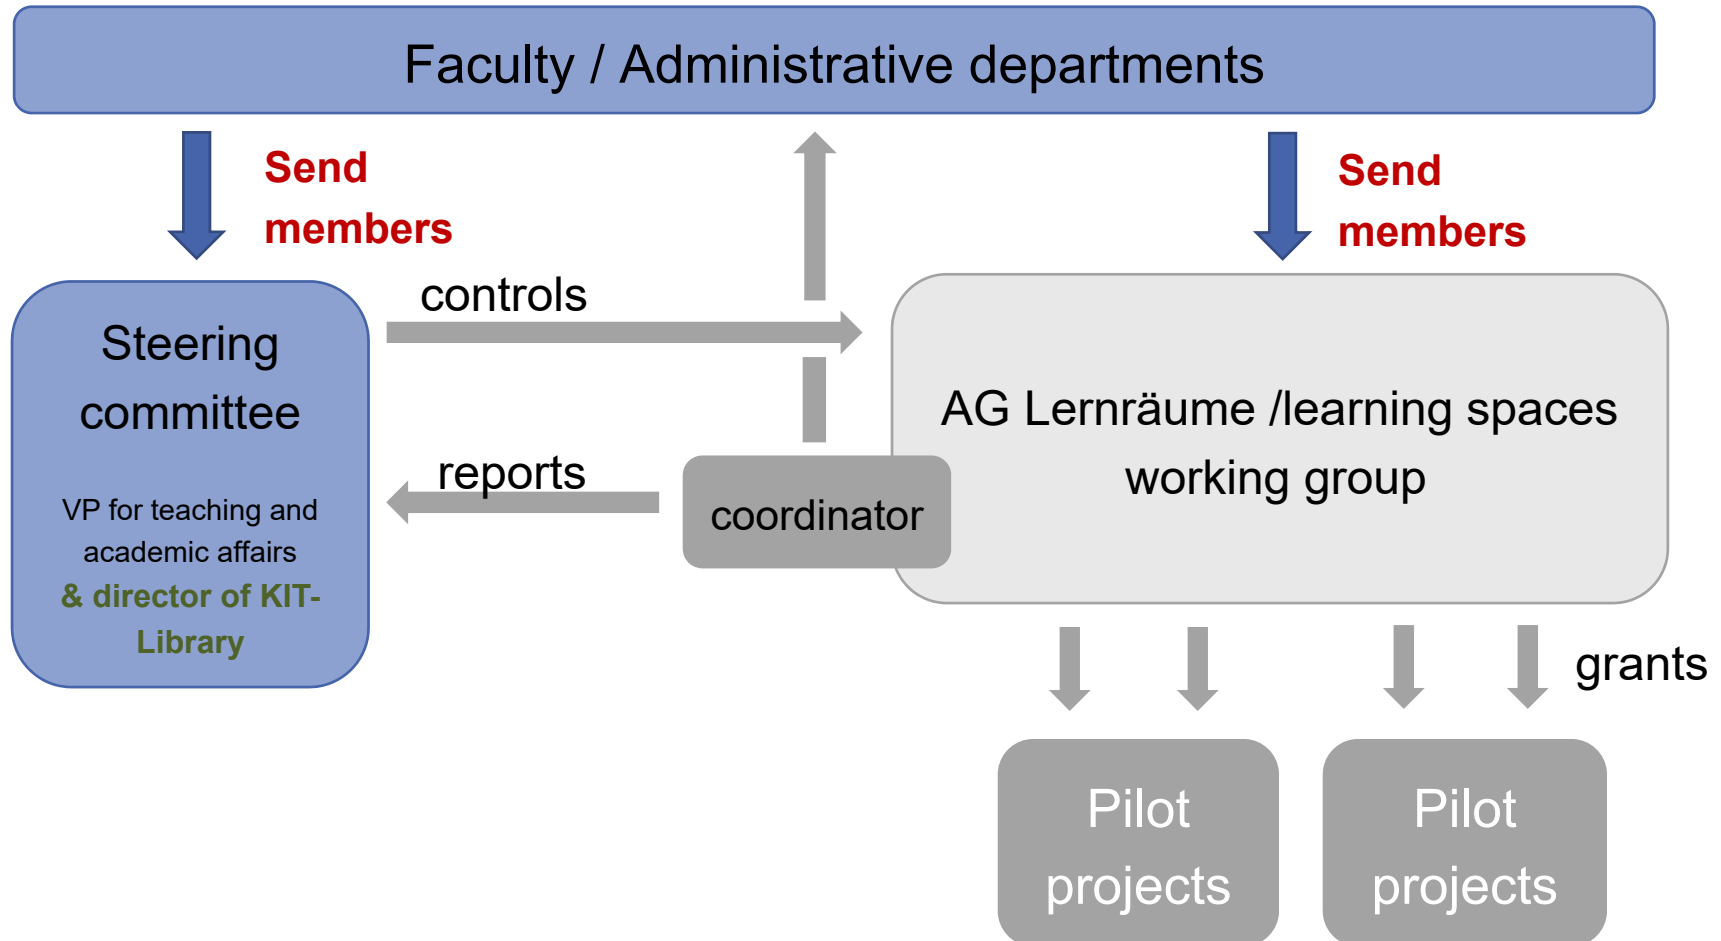 Faculty / Administrative departments
Send
members
Send
members
controls
Steering
committee
VP for teaching and
academic affairs
& director of KIT-
Library
reports
coordinator
AG Lernräume /learning spaces
working group
grants
Pilot
projects
Pilot
projects